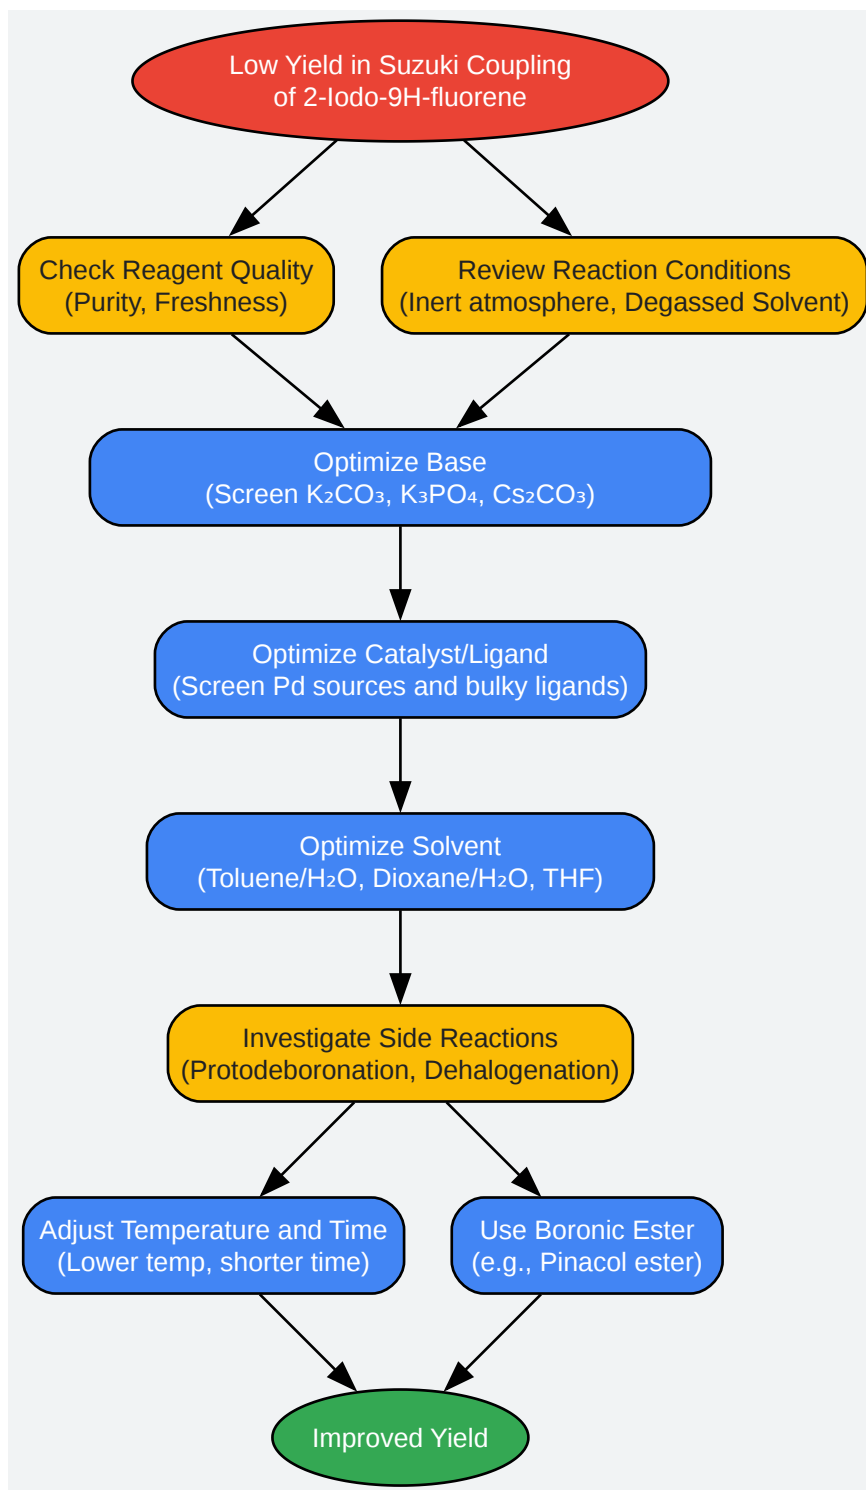 Low Yield in Suzuki Coupling
of 2-Iodo-9H-fluorene
Check Reagent Quality
(Purity, Freshness)
Review Reaction Conditions
(Inert atmosphere, Degassed Solvent)
Optimize Base
(Screen K₂CO₃, K₃PO₄, Cs₂CO₃)
Optimize Catalyst/Ligand
(Screen Pd sources and bulky ligands)
Optimize Solvent
(Toluene/H₂O, Dioxane/H₂O, THF)
Investigate Side Reactions
(Protodeboronation, Dehalogenation)
Adjust Temperature and Time
(Lower temp, shorter time)
Use Boronic Ester
(e.g., Pinacol ester)
Improved Yield